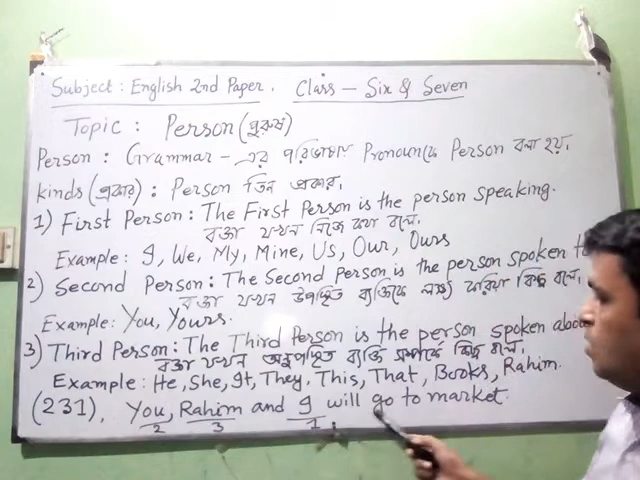 Subject: English 2nd Paper. Class – Six & Seven
Topic : Person (পুরুষ)
Person : Grammar – এর পরিভাষায় Pronounকে Person বলা হয়.
Kinds (প্রকার) : Person তিন প্রকার.
1) First Person : The First Person is the person speaking.
বক্তা যখন নিজে কথা বলে.
Example : I, We, My, Mine, Us, Our, Ours
2) Second Person : The Second Person is the person spoken to
বক্তা যখন উপস্থিত ব্যক্তিকে লক্ষ্য করিয়া কিছু বলে.
Example : You, Yours.
3) Third Person : The Third Person is the person spoken about
বক্তা যখন অনুপস্থিত ব্যক্তি সম্পর্কে কিছু বলে.
Example : He, She, It, They, This, That, Books, Rahim.
(231), You, Rahim and I will go to market.
2 3 1